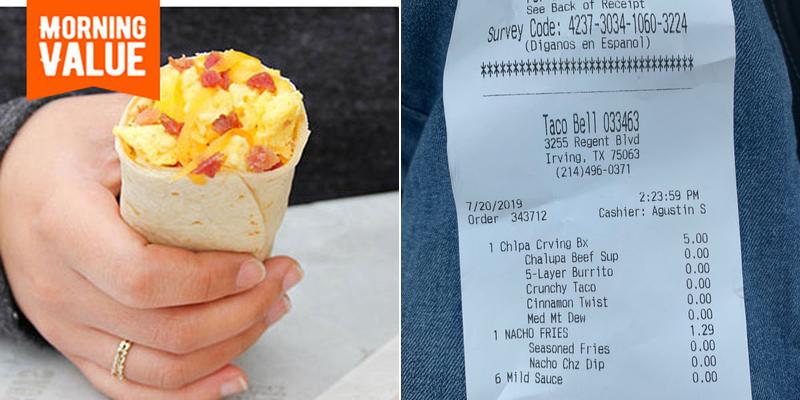 MORNING
VALUE
See Back of Receipt
Survey Code: 4237-3034-1060-3224
(Diganos en Espanol)
Taco Bell 033463
3255 Regent Blvd
Irving, TX 75063
(214)496-0371
7/20/2019 2:23:59 PM
Order 343712 Cashier: Agustin S
1 Chlpa Crving Bx 5.00
Chalupa Beef Sup 0.00
5-Layer Burrito 0.00
Crunchy Taco 0.00
Cinnamon Twist 0.00
Med Mt Dew 0.00
1 NACHO FRIES 1.29
Seasoned Fries 0.00
Nacho Chz Dip 0.00
6 Mild Sauce 0.00